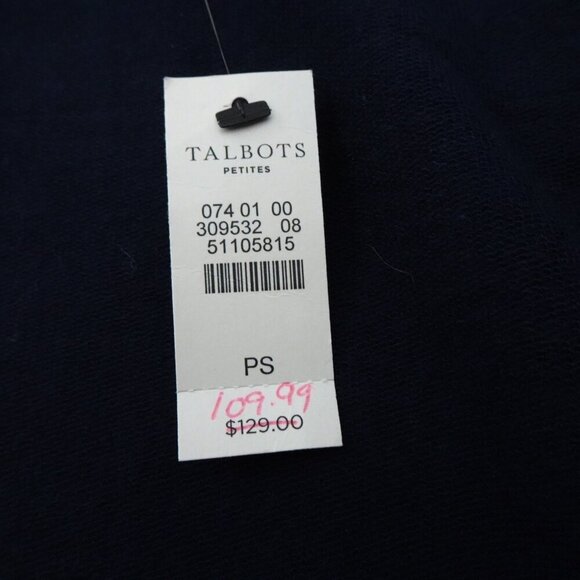 TALBOTS
PETITES
074 01 00
309532 08
51105815
PS
109.99
$129.00